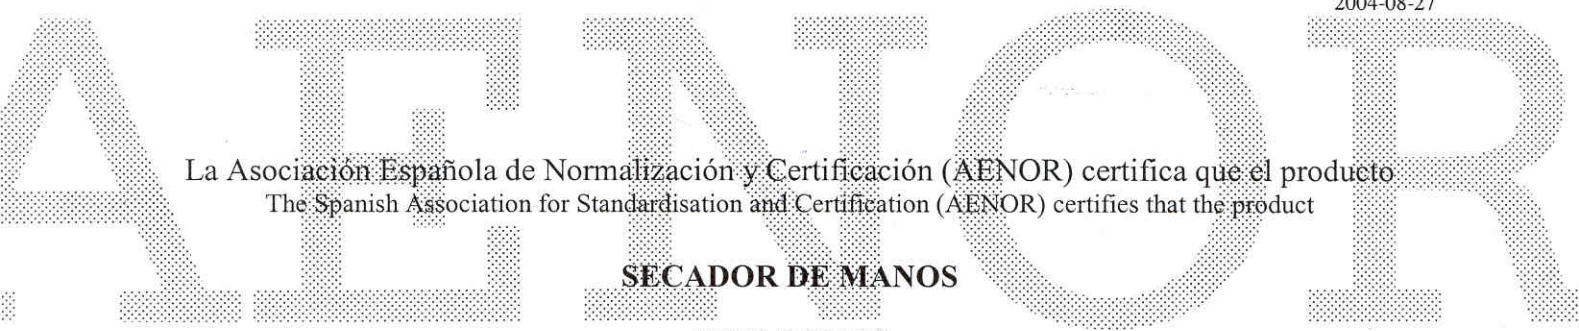 2004-08-27
AENOR
La Asociación Española de Normalización y Certificación (AENOR) certifica que el producto
The Spanish Association for Standardisation and Certification (AENOR) certifies that the product
SECADOR DE MANOS